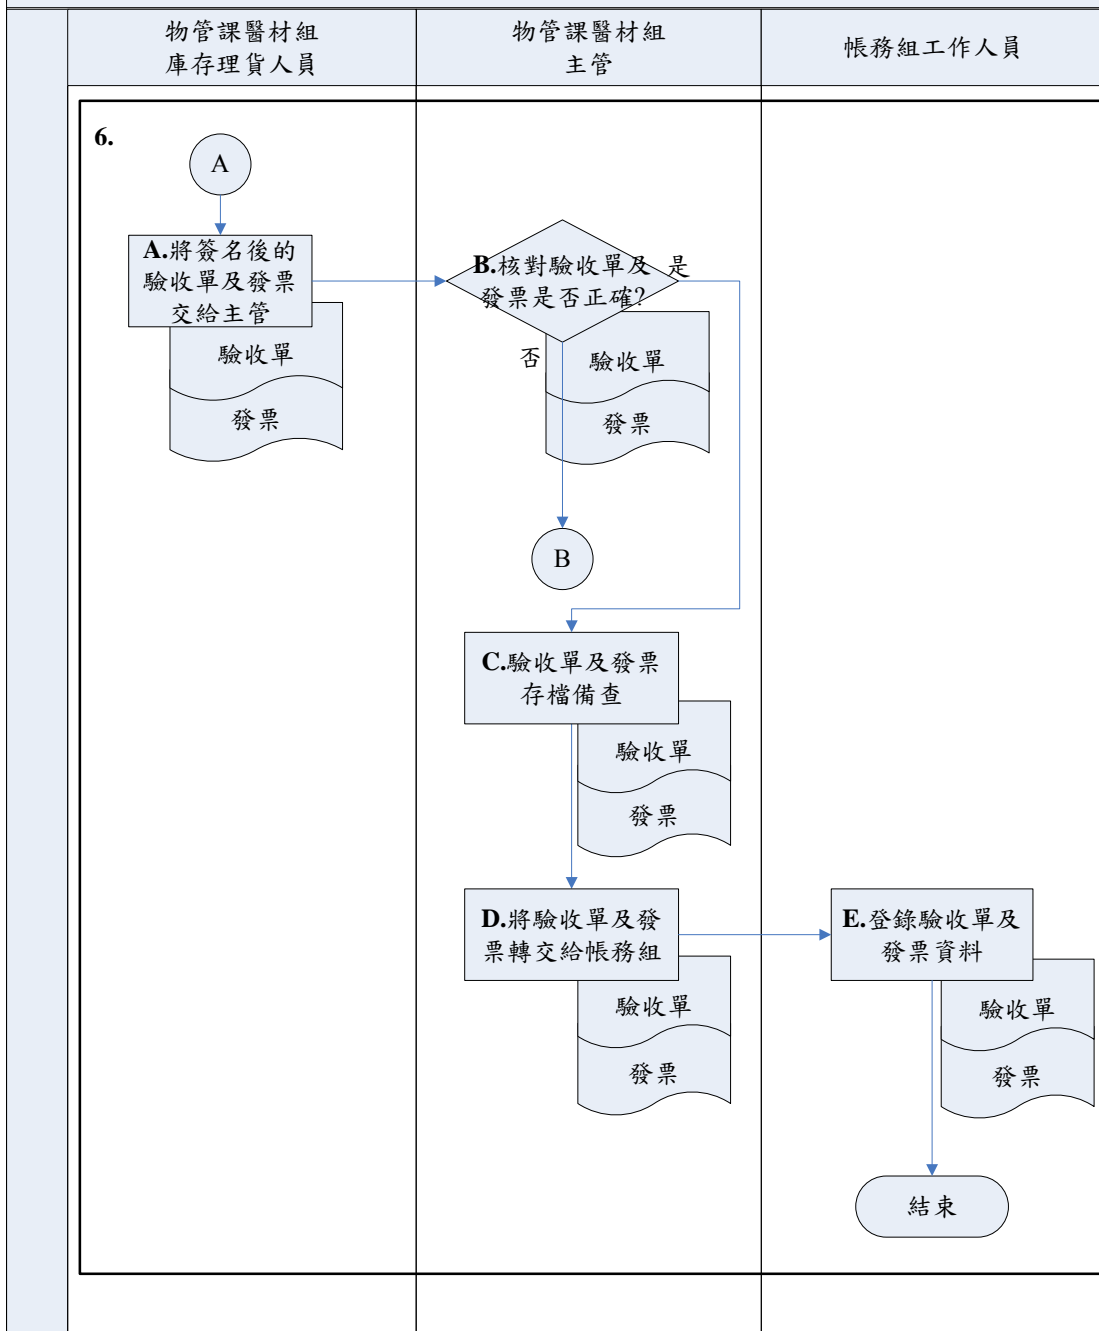 物管課醫材組
庫存理貨人員
物管課醫材組
主管
帳務組工作人員
6.
A
A.將簽名後的
驗收單及發票
交給主管
驗收單
發票
B.核對驗收單及
發票是否正確?
是
否
驗收單
發票
B
C.驗收單及發票
存檔備查
驗收單
發票
D.將驗收單及發
票轉交給帳務組
驗收單
發票
E.登錄驗收單及
發票資料
驗收單
發票
結束